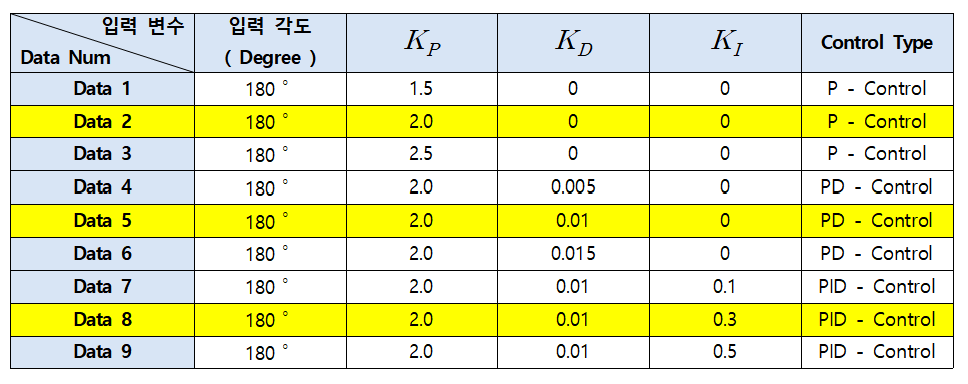 입력 변수
Data Num
입력 각도
( Degree )
K_P
K_D
K_I
Control Type
Data 1 180 ° 1.5 0 0 P - Control
Data 2 180 ° 2.0 0 0 P - Control
Data 3 180 ° 2.5 0 0 P - Control
Data 4 180 ° 2.0 0.005 0 PD - Control
Data 5 180 ° 2.0 0.01 0 PD - Control
Data 6 180 ° 2.0 0.015 0 PD - Control
Data 7 180 ° 2.0 0.01 0.1 PID - Control
Data 8 180 ° 2.0 0.01 0.3 PID - Control
Data 9 180 ° 2.0 0.01 0.5 PID - Control